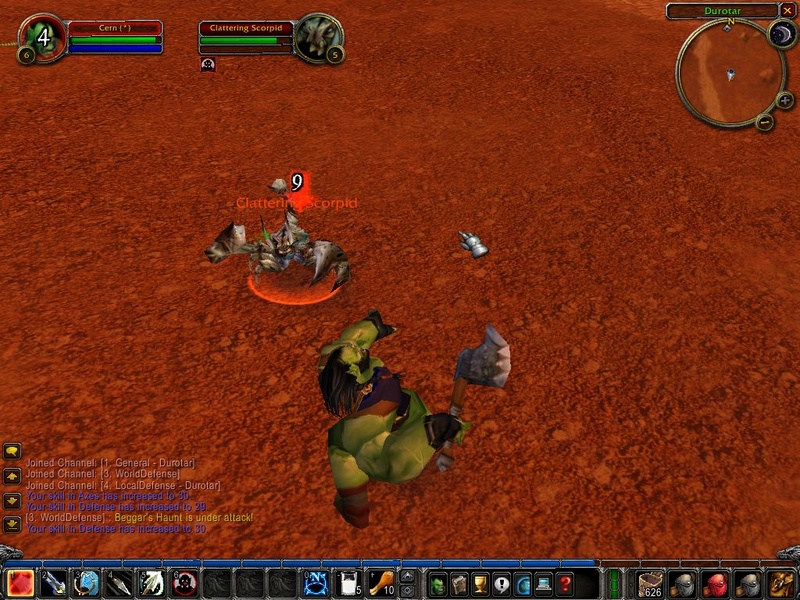 Cern (*)
4
6
Clattering Scorpid
5
Durotar
N
9
Clattering Scorpid
Joined Channel: [1. General - Durotar]
Joined Channel: [3. WorldDefense]
Joined Channel: [4. LocalDefense - Durotar]
Your skill in Axes has increased to 30.
Your skill in Defense has increased to 29.
[3. WorldDefense] : Beggar's Haunt is under attack!
Your skill in Defense has increased to 30.
N
5
10
626